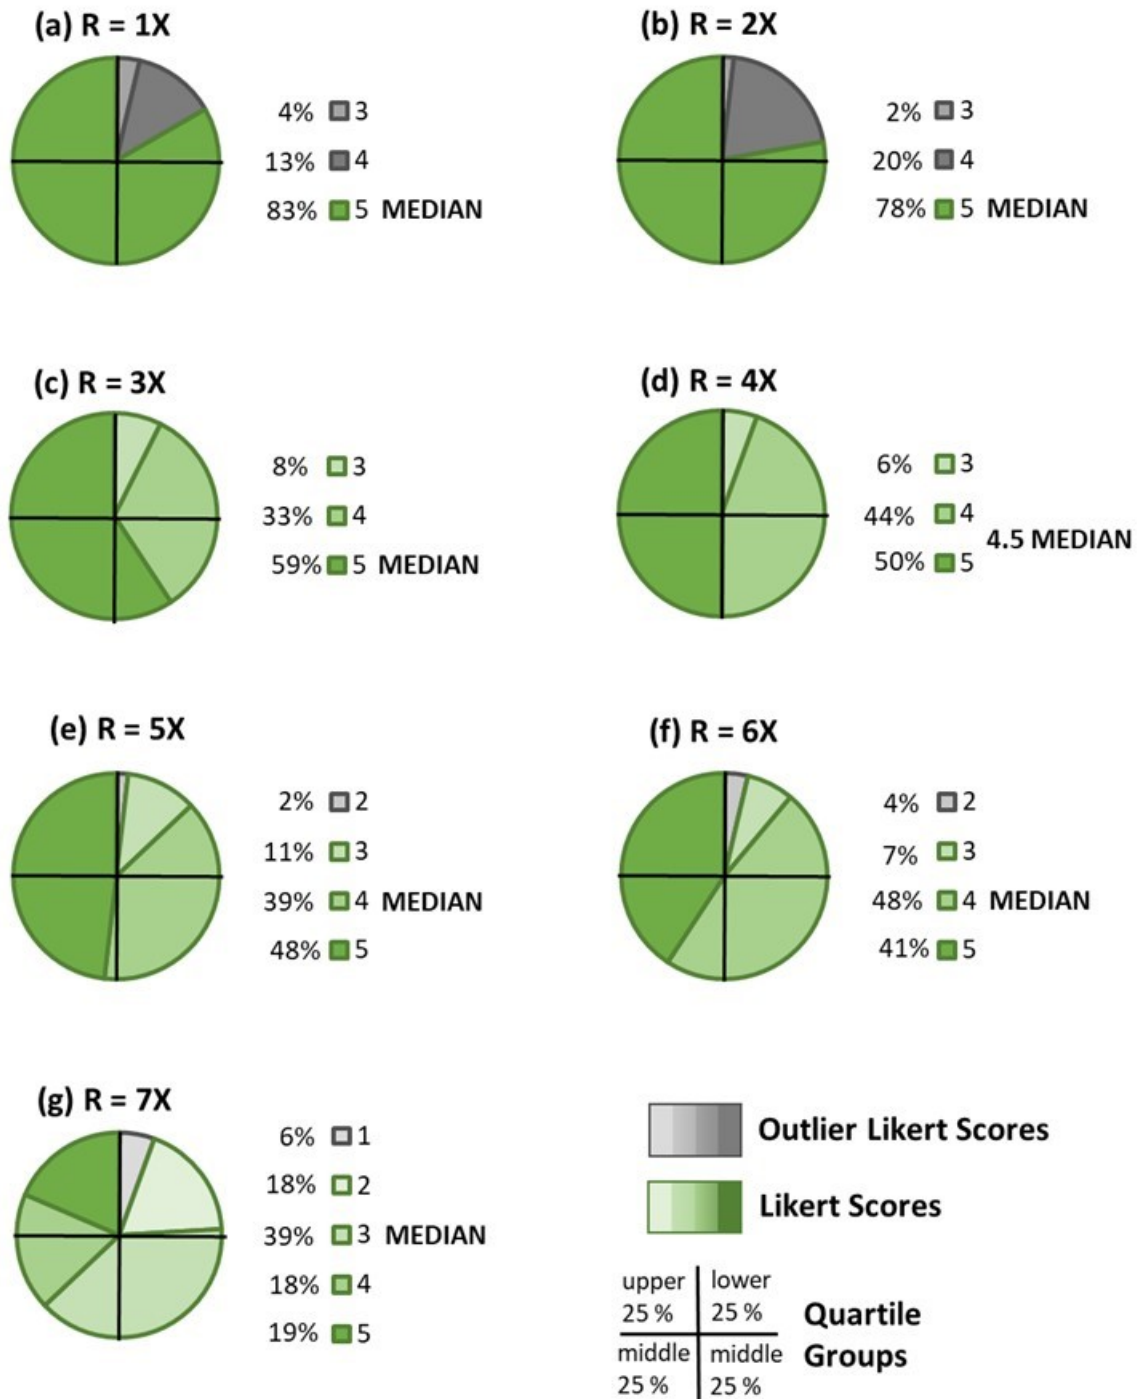 (a) R = 1X
4% 3
13% 4
83% 5 MEDIAN
(b) R = 2X
2% 3
20% 4
78% 5 MEDIAN
(c) R = 3X
8% 3
33% 4
59% 5 MEDIAN
(d) R = 4X
6% 3
44% 4
4.5 MEDIAN
50% 5
(e) R = 5X
2% 2
11% 3
39% 4 MEDIAN
48% 5
(f) R = 6X
4% 2
7% 3
48% 4 MEDIAN
41% 5
(g) R = 7X
6% 1
18% 2
39% 3 MEDIAN
18% 4
19% 5
Outlier Likert Scores
Likert Scores
upper lower
25 % 25 %
middle middle
25 % 25 %
Quartile
Groups